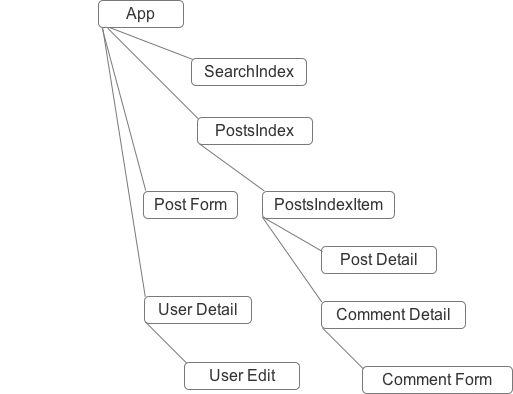 App
SearchIndex
PostsIndex
Post Form
PostsIndexItem
Post Detail
User Detail
Comment Detail
User Edit
Comment Form